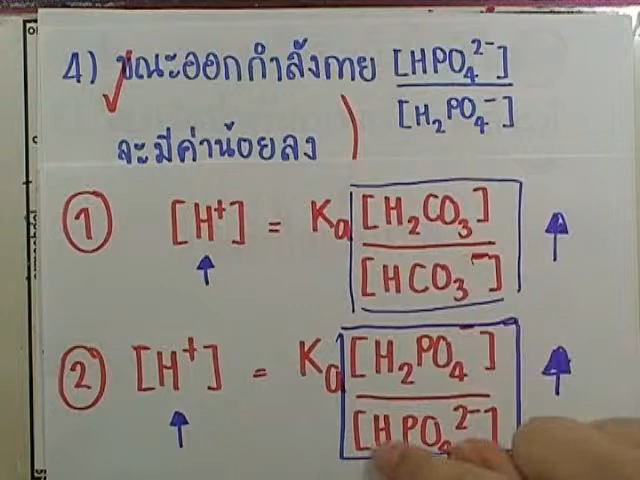 4) ขณะออกกำลังกาย [HPO₄²⁻]
[H₂PO₄⁻]
จะมีค่าน้อยลง
① [H⁺] = Ka [H₂CO₃]
[HCO₃⁻]
② [H⁺] = Ka [H₂PO₄⁻]
[HPO₄²⁻]